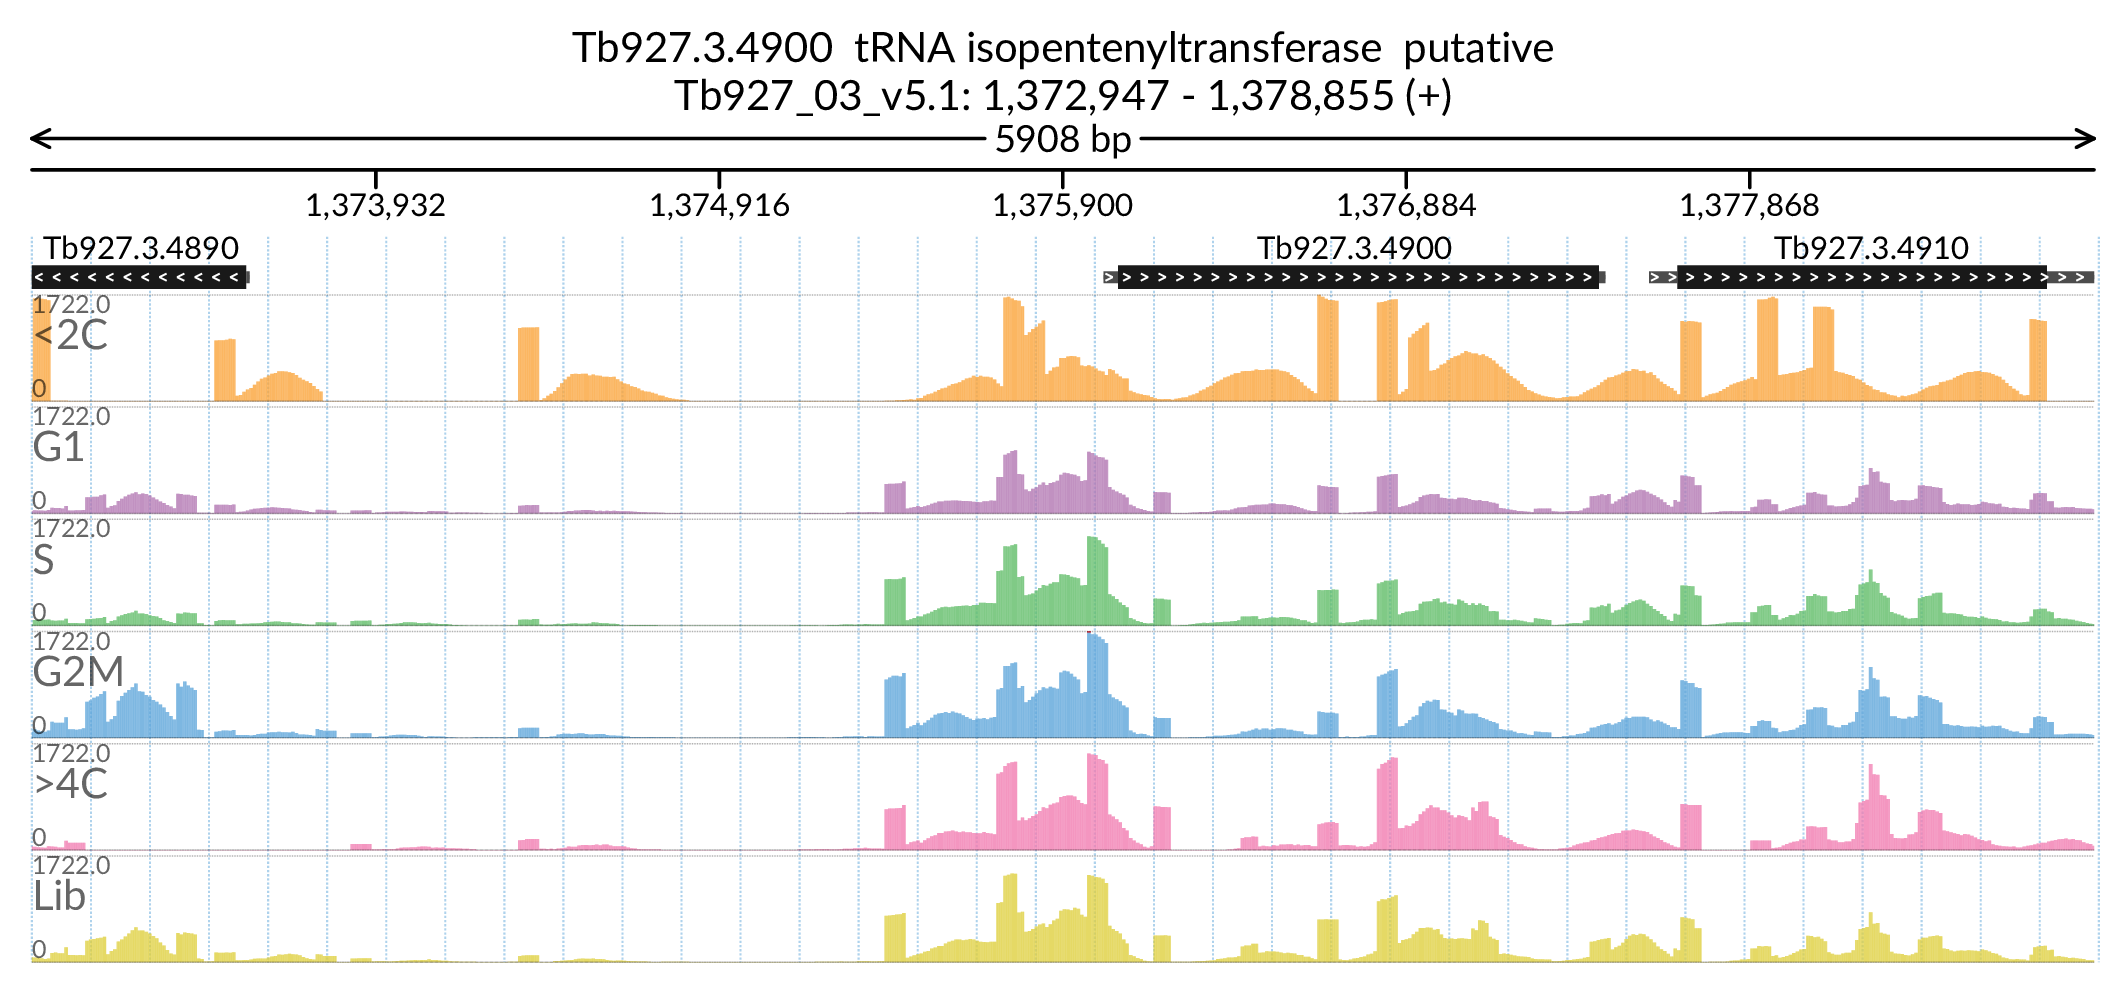 Tb927.3.4900 tRNA isopentenyltransferase putative
Tb927_03_v5.1: 1,372,947 - 1,378,855 (+)
5908 bp
1,373,932 1,374,916 1,375,900 1,376,884 1,377,868
Tb927.3.4890 Tb927.3.4900 Tb927.3.4910
1722.0
<2C
0
1722.0
G1
0
1722.0
S
0
1722.0
G2M
0
1722.0
>4C
0
1722.0
Lib
0